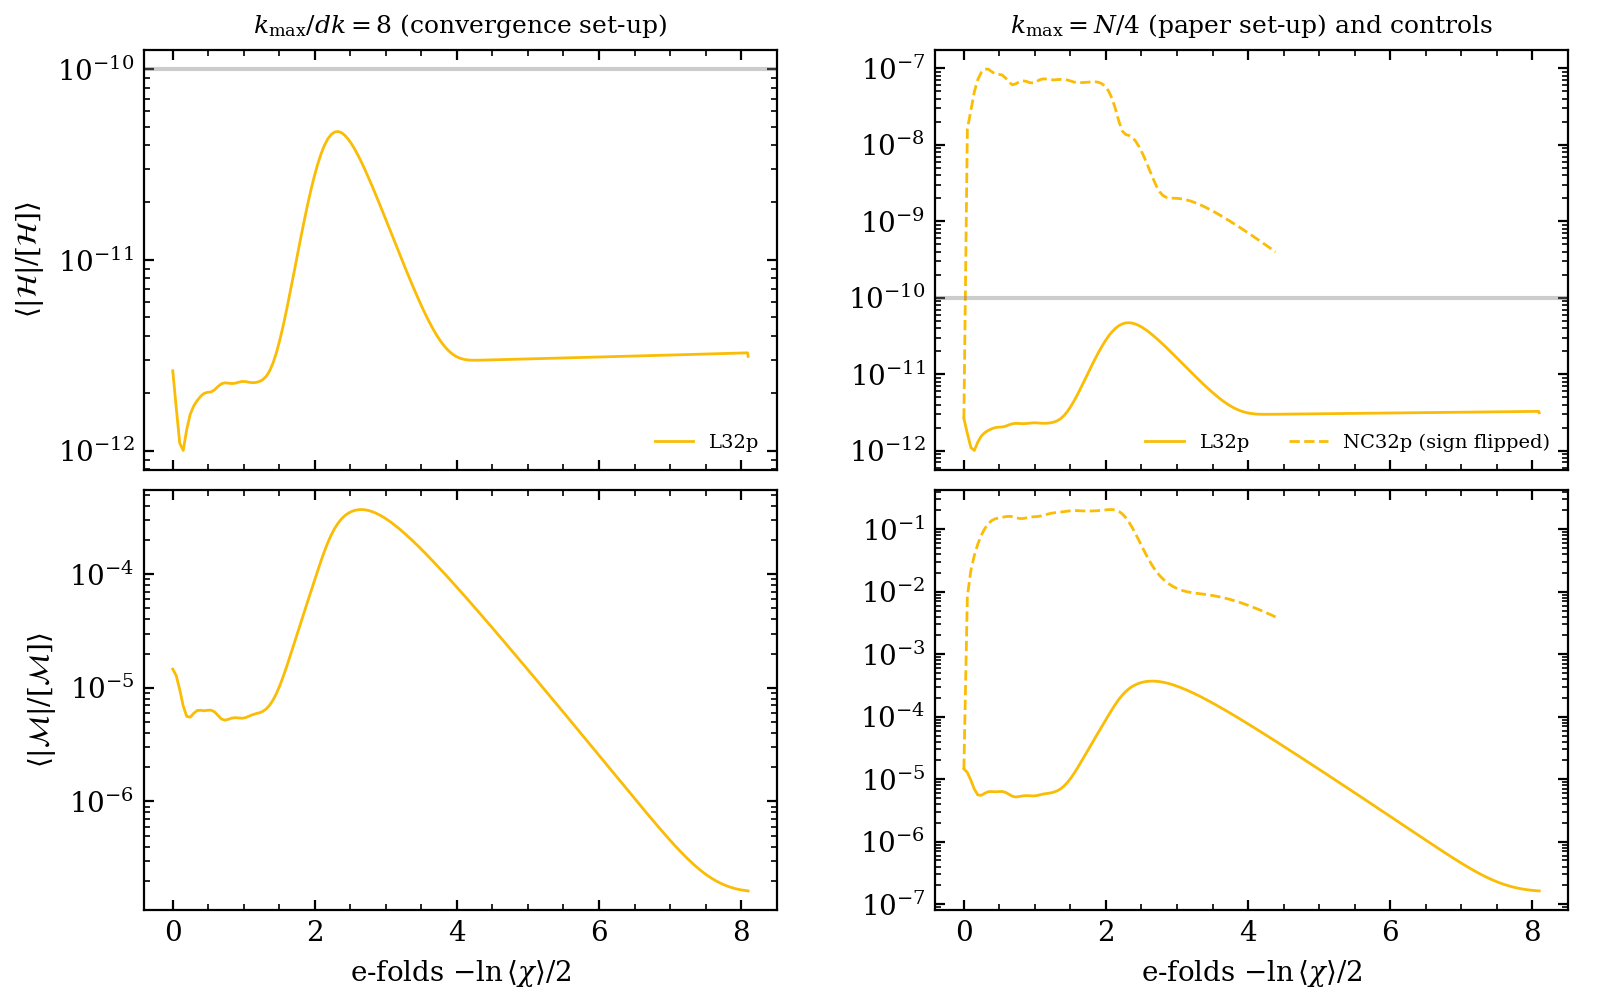 k_max/dk = 8 (convergence set-up)
k_max = N/4 (paper set-up) and controls
⟨|ℋ|/[ℋ]⟩
10⁻¹⁰
10⁻¹¹
10⁻¹²
L32p
10⁻⁷
10⁻⁸
10⁻⁹
10⁻¹⁰
10⁻¹¹
10⁻¹²
L32p
NC32p (sign flipped)
⟨|ℳ|/[ℳ]⟩
10⁻⁴
10⁻⁵
10⁻⁶
0 2 4 6 8
e-folds −ln⟨χ⟩/2
10⁻¹
10⁻²
10⁻³
10⁻⁴
10⁻⁵
10⁻⁶
10⁻⁷
0 2 4 6 8
e-folds −ln⟨χ⟩/2